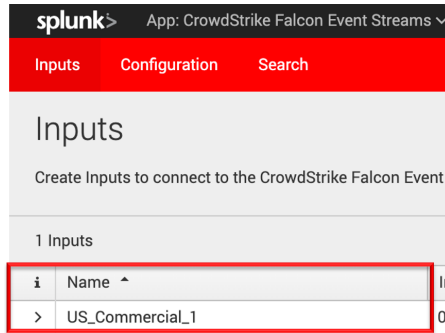 splunk> App: CrowdStrike Falcon Event Streams
Inputs Configuration Search
Inputs
Create Inputs to connect to the CrowdStrike Falcon Event
1 Inputs
i Name
> US_Commercial_1